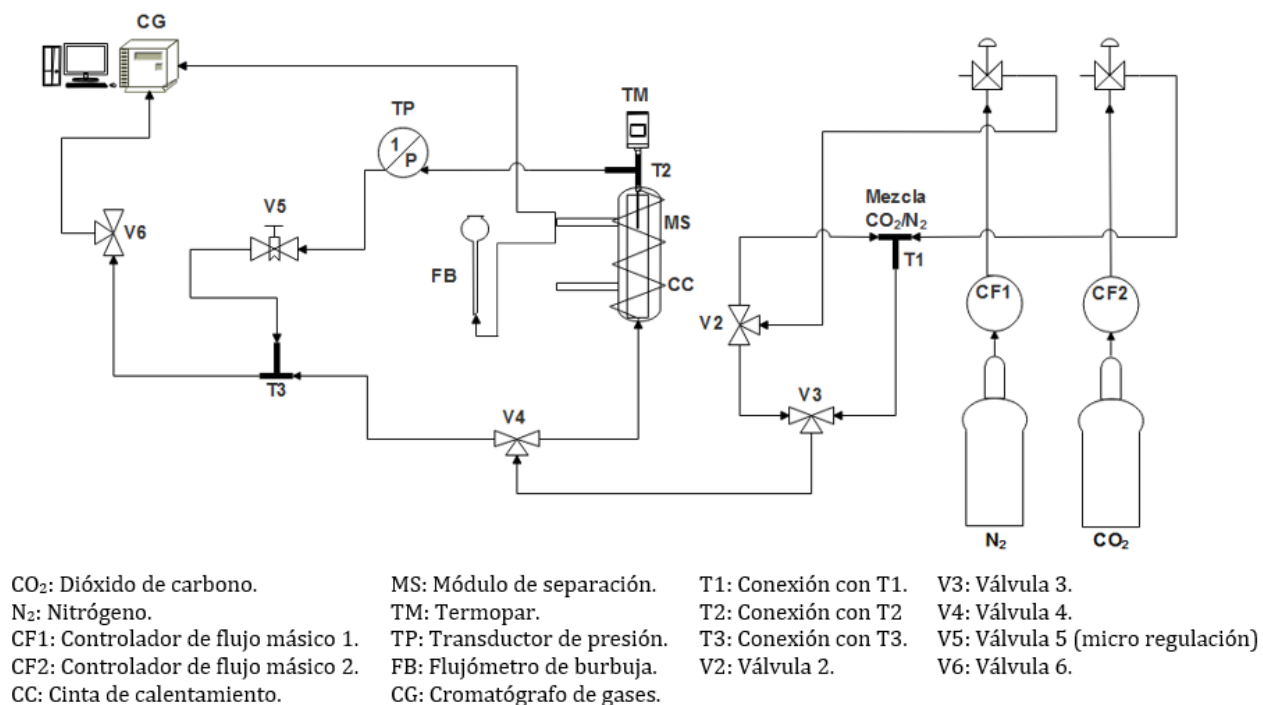 CG
TM
TP
1
P
T2
V5
V6
Mezcla
CO₂/N₂
T1
MS
FB
CC
CF1
CF2
V2
T3
V3
V4
N₂
CO₂
CO₂: Dióxido de carbono.
N₂: Nitrógeno.
CF1: Controlador de flujo másico 1.
CF2: Controlador de flujo másico 2.
CC: Cinta de calentamiento.
MS: Módulo de separación.
TM: Termopar.
TP: Transductor de presión.
FB: Flujómetro de burbuja.
CG: Cromatógrafo de gases.
T1: Conexión con T1.
T2: Conexión con T2
T3: Conexión con T3.
V2: Válvula 2.
V3: Válvula 3.
V4: Válvula 4.
V5: Válvula 5 (micro regulación)
V6: Válvula 6.